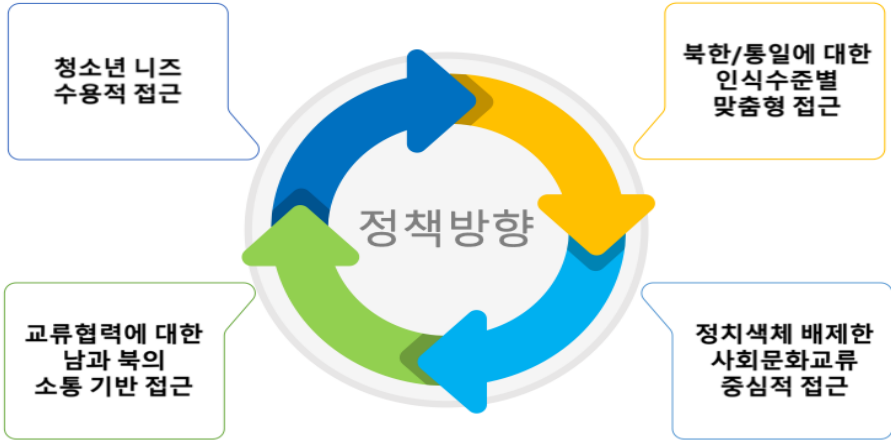 청소년 니즈
수용적 접근
북한/통일에 대한
인식수준별
맞춤형 접근
정책방향
교류협력에 대한
남과 북의
소통 기반 접근
정치색체 배제한
사회문화교류
중심적 접근